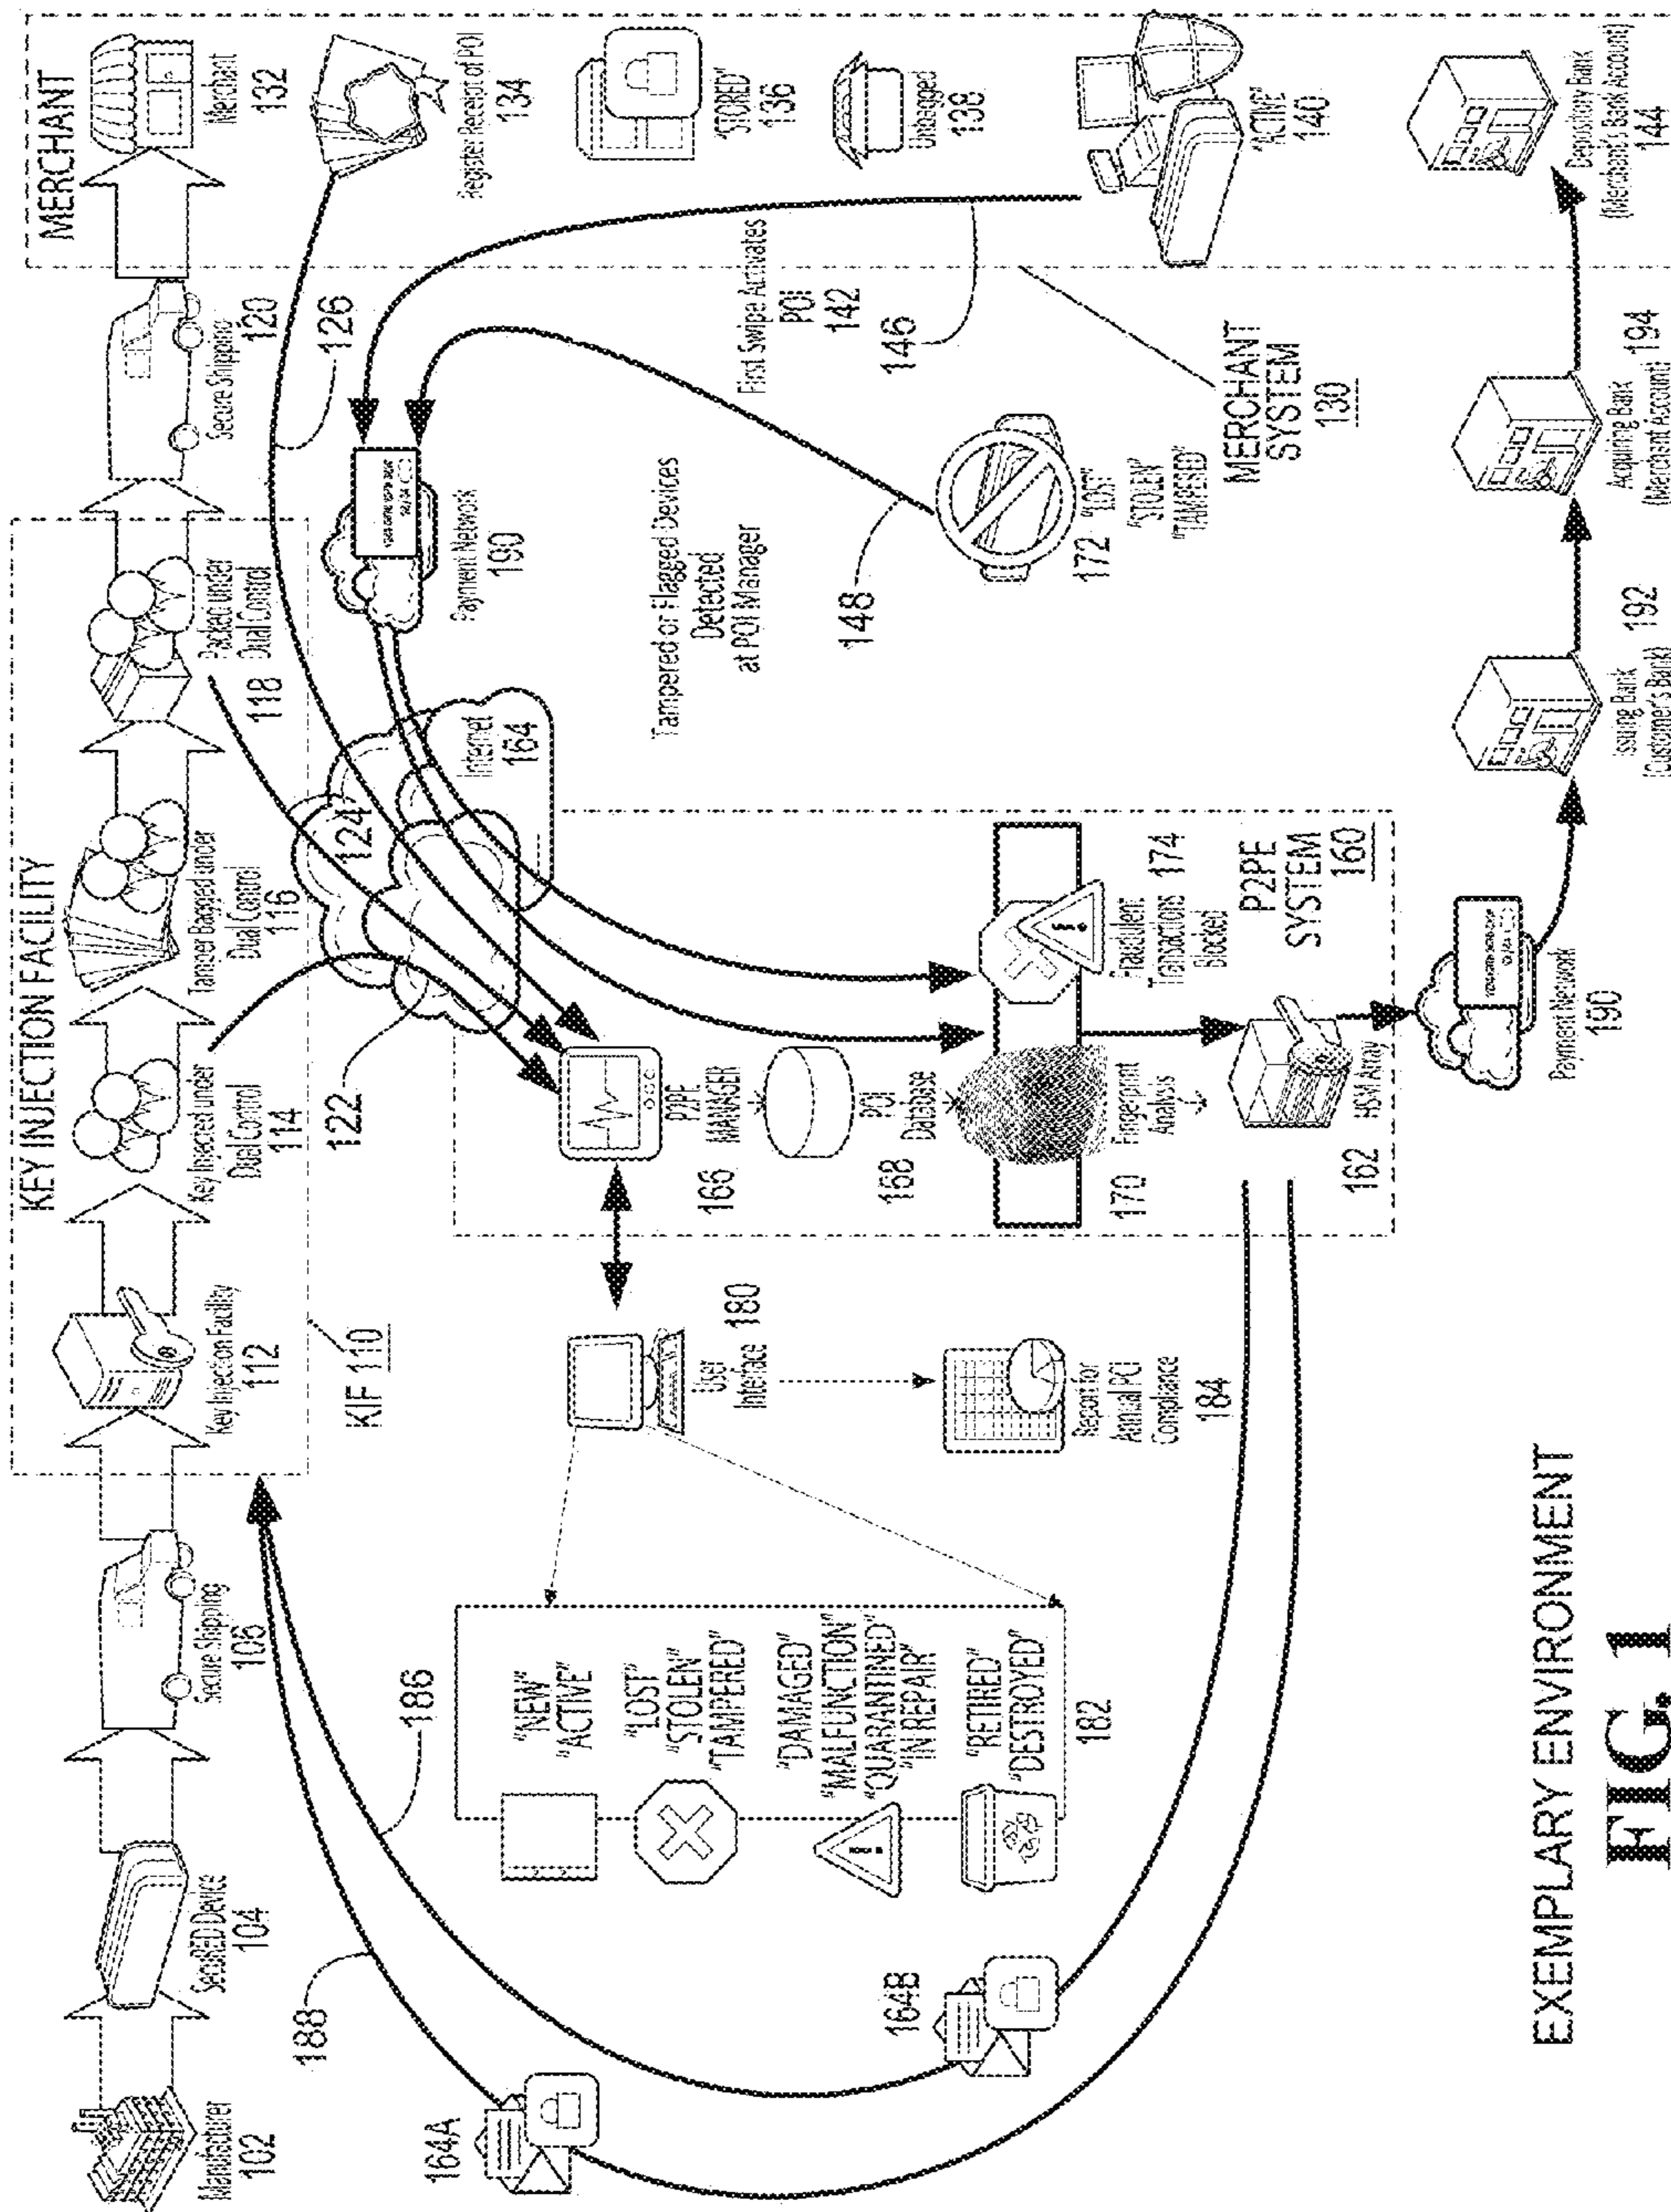 KEY INJECTION FACILITY
MERCHANT
Manufacturer
102
SecuRED Device
104
Secure Shipping
106
Key Injection Facility
112
Key Injected under
Dual Control
114
Tamper Bagged under
Dual Control
116
Packed under
Dual Control
118
Secure Shipping
120
Merchant
132
KIF 110
188
186
122
124
126
Internet
164
Payment Network
190
Register Receipt of POI
134
"STORED"
136
Unbagged
138
"ACTIVE"
140
First Swipe Activates
POI
142
146
Tampered or Flagged Devices
Detected
at POI Manager
148
172 "LOST"
"STOLEN"
"TAMPERED"
MERCHANT
SYSTEM
130
164A
164B
"NEW"
"ACTIVE"
"LOST"
"STOLEN"
"TAMPERED"
"DAMAGED"
"MALFUNCTION"
"QUARANTINED"
"IN REPAIR"
"RETIRED"
"DESTROYED"
182
User
Interface
180
Report for
Annual PCI
Compliance
184
P2PE
MANAGER
166
POI
Database
168
Fingerprint
Analysis
170
Fraudulent
Transactions
Blocked
174
P2PE
SYSTEM
160
162 HSM Array
Payment Network
190
Issuing Bank
(Customer's Bank)
192
Acquiring Bank
(Merchant Account)
194
Depository Bank
(Merchant's Bank Account)
144
EXEMPLARY ENVIRONMENT
FIG. 1